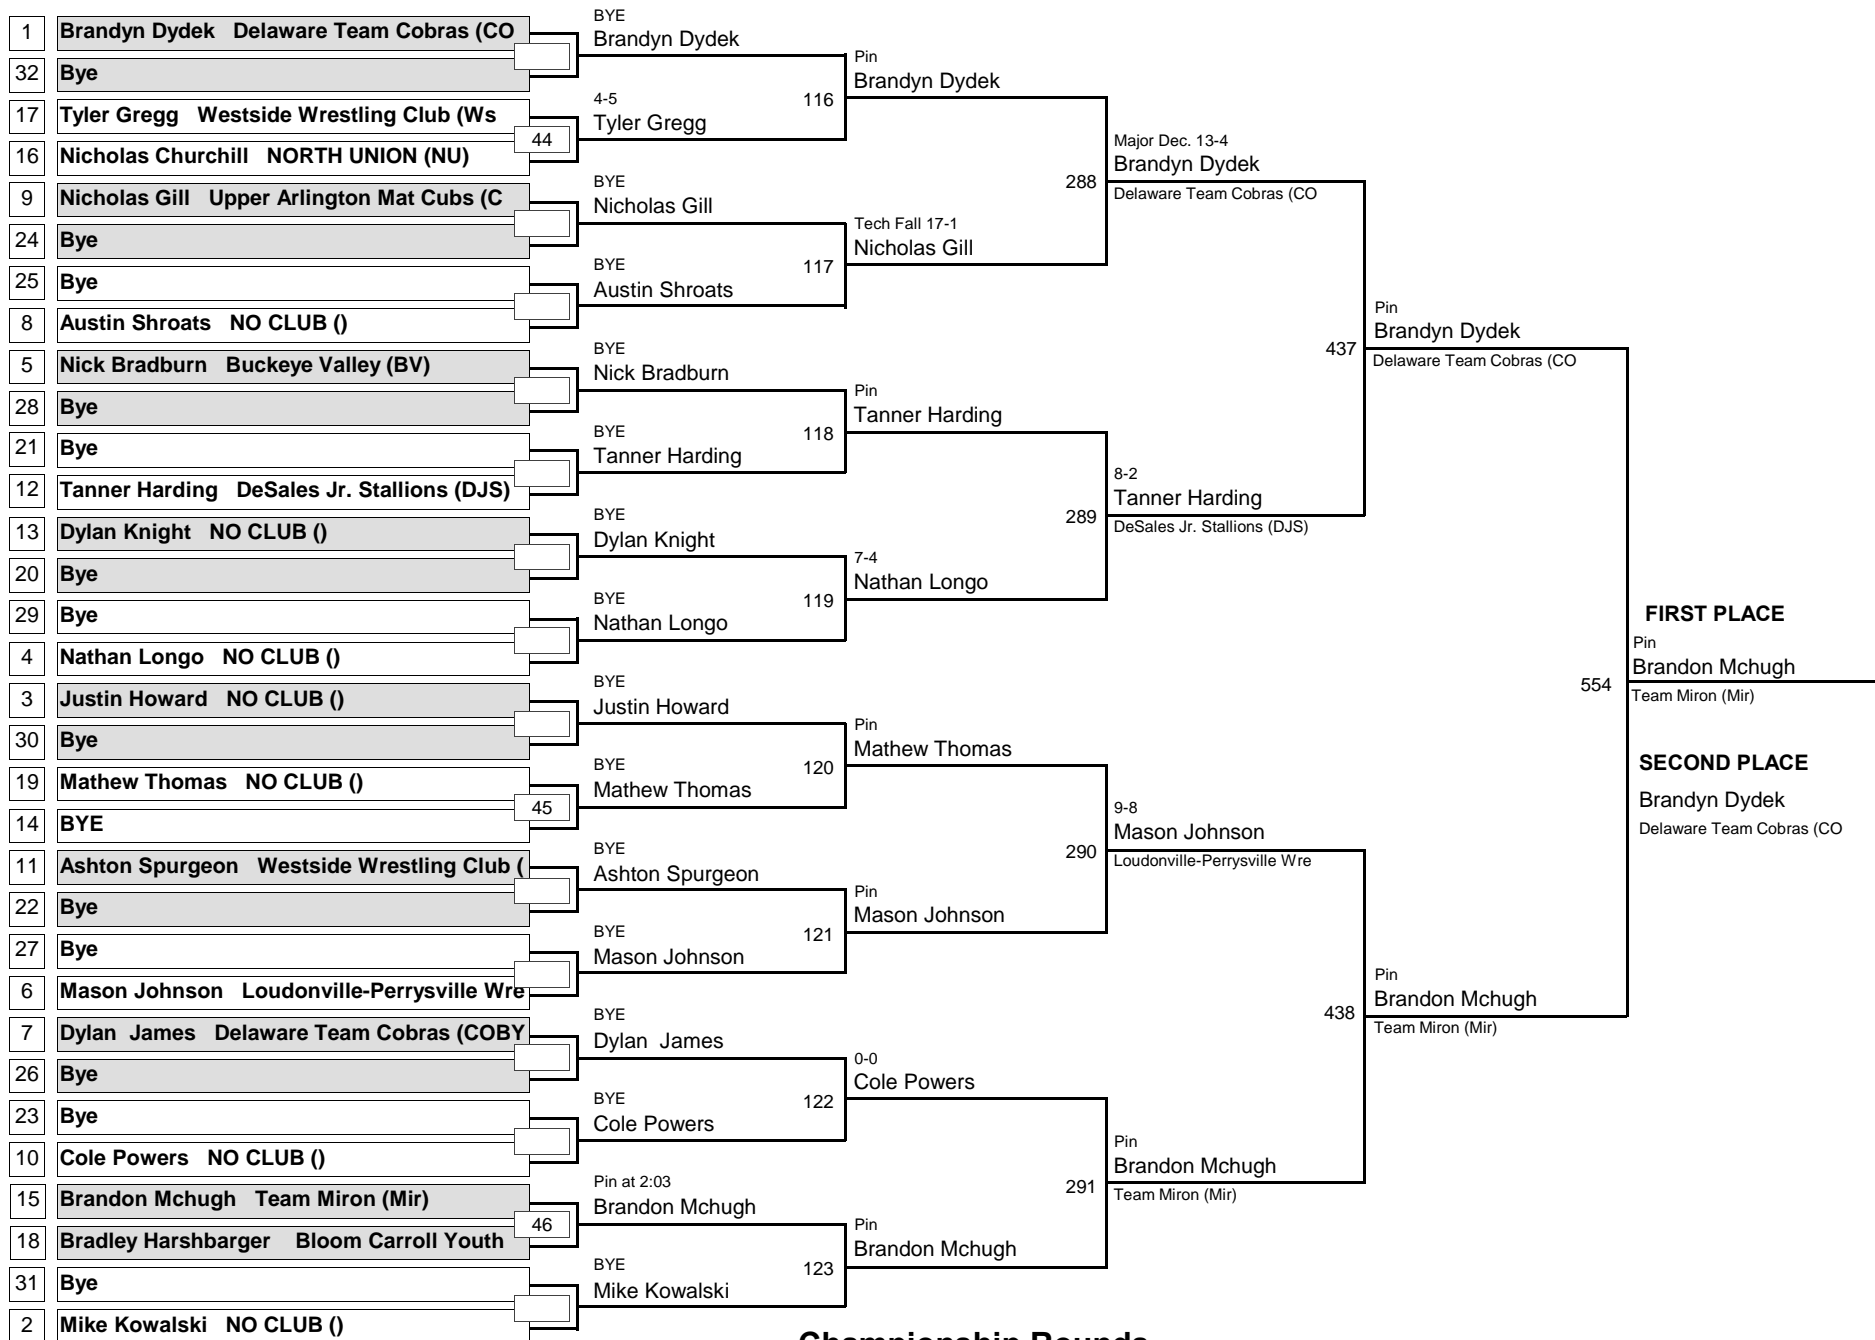 1 Brandyn Dydek Delaware Team Cobras (CO
32 Bye
17 Tyler Gregg Westside Wrestling Club (Ws
44
16 Nicholas Churchill NORTH UNION (NU)
9 Nicholas Gill Upper Arlington Mat Cubs (C
24 Bye
25 Bye
8 Austin Shroats NO CLUB ()
5 Nick Bradburn Buckeye Valley (BV)
28 Bye
21 Bye
12 Tanner Harding DeSales Jr. Stallions (DJS)
13 Dylan Knight NO CLUB ()
20 Bye
29 Bye
4 Nathan Longo NO CLUB ()
3 Justin Howard NO CLUB ()
30 Bye
19 Mathew Thomas NO CLUB ()
45
14 BYE
11 Ashton Spurgeon Westside Wrestling Club (
22 Bye
27 Bye
6 Mason Johnson Loudonville-Perrysville Wre
7 Dylan James Delaware Team Cobras (COBY
26 Bye
23 Bye
10 Cole Powers NO CLUB ()
15 Brandon Mchugh Team Miron (Mir)
46
18 Bradley Harshbarger Bloom Carroll Youth
31 Bye
2 Mike Kowalski NO CLUB ()
BYE
Brandyn Dydek
116
4-5
Tyler Gregg
BYE
Nicholas Gill
117
BYE
Austin Shroats
BYE
Nick Bradburn
118
BYE
Tanner Harding
BYE
Dylan Knight
119
BYE
Nathan Longo
BYE
Justin Howard
120
BYE
Mathew Thomas
BYE
Ashton Spurgeon
121
BYE
Mason Johnson
BYE
Dylan James
122
BYE
Cole Powers
Pin at 2:03
Brandon Mchugh
123
BYE
Mike Kowalski
Pin
Brandyn Dydek
288
Tech Fall 17-1
Nicholas Gill
Pin
Tanner Harding
289
7-4
Nathan Longo
Pin
Mathew Thomas
290
Pin
Mason Johnson
0-0
Cole Powers
291
Pin
Brandon Mchugh
Major Dec. 13-4
Brandyn Dydek
Delaware Team Cobras (CO
437
8-2
Tanner Harding
DeSales Jr. Stallions (DJS)
9-8
Mason Johnson
Loudonville-Perrysville Wre
438
Pin
Brandon Mchugh
Team Miron (Mir)
Pin
Brandyn Dydek
Delaware Team Cobras (CO
554
Pin
Brandon Mchugh
Team Miron (Mir)
FIRST PLACE
Pin
Brandon Mchugh
Team Miron (Mir)
SECOND PLACE
Brandyn Dydek
Delaware Team Cobras (CO
Championship Rounds